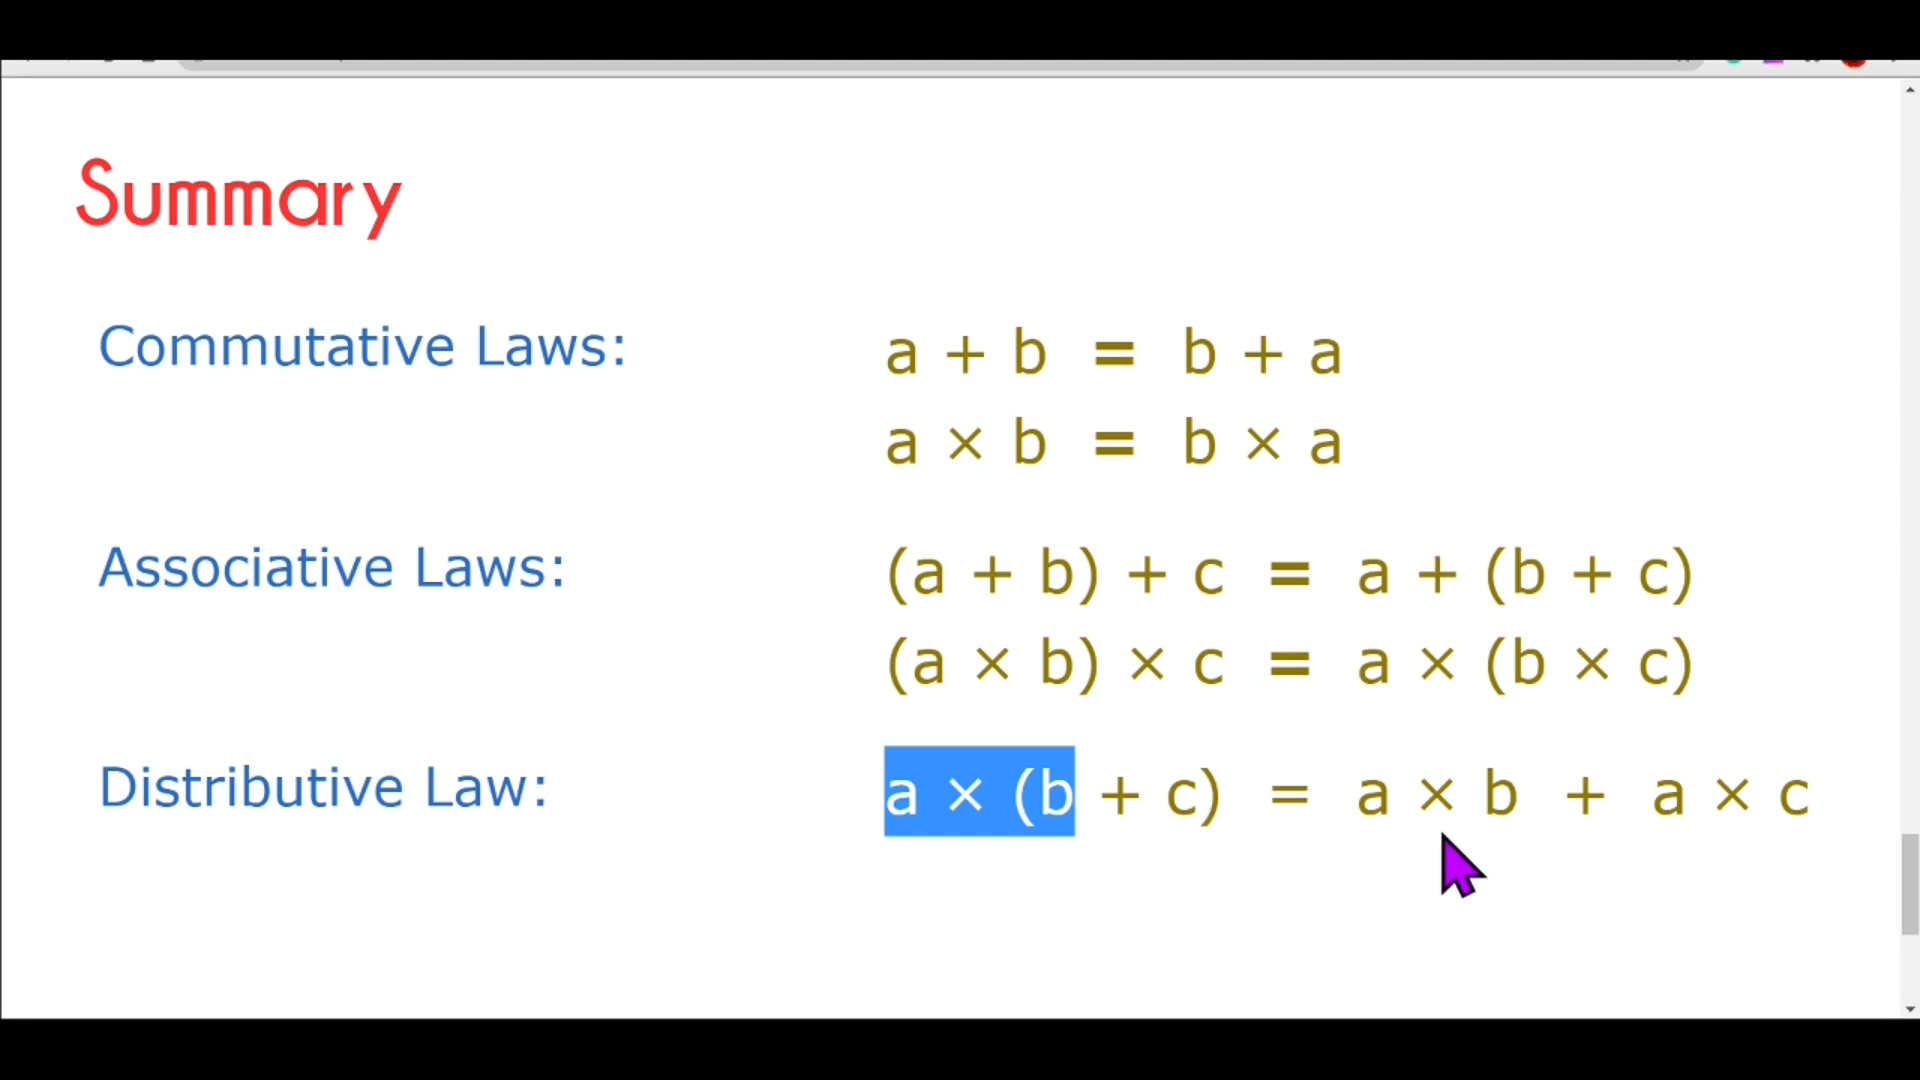 Summary
Commutative Laws: a + b = b + a
a × b = b × a
Associative Laws: (a + b) + c = a + (b + c)
(a × b) × c = a × (b × c)
Distributive Law: a × (b + c) = a × b + a × c